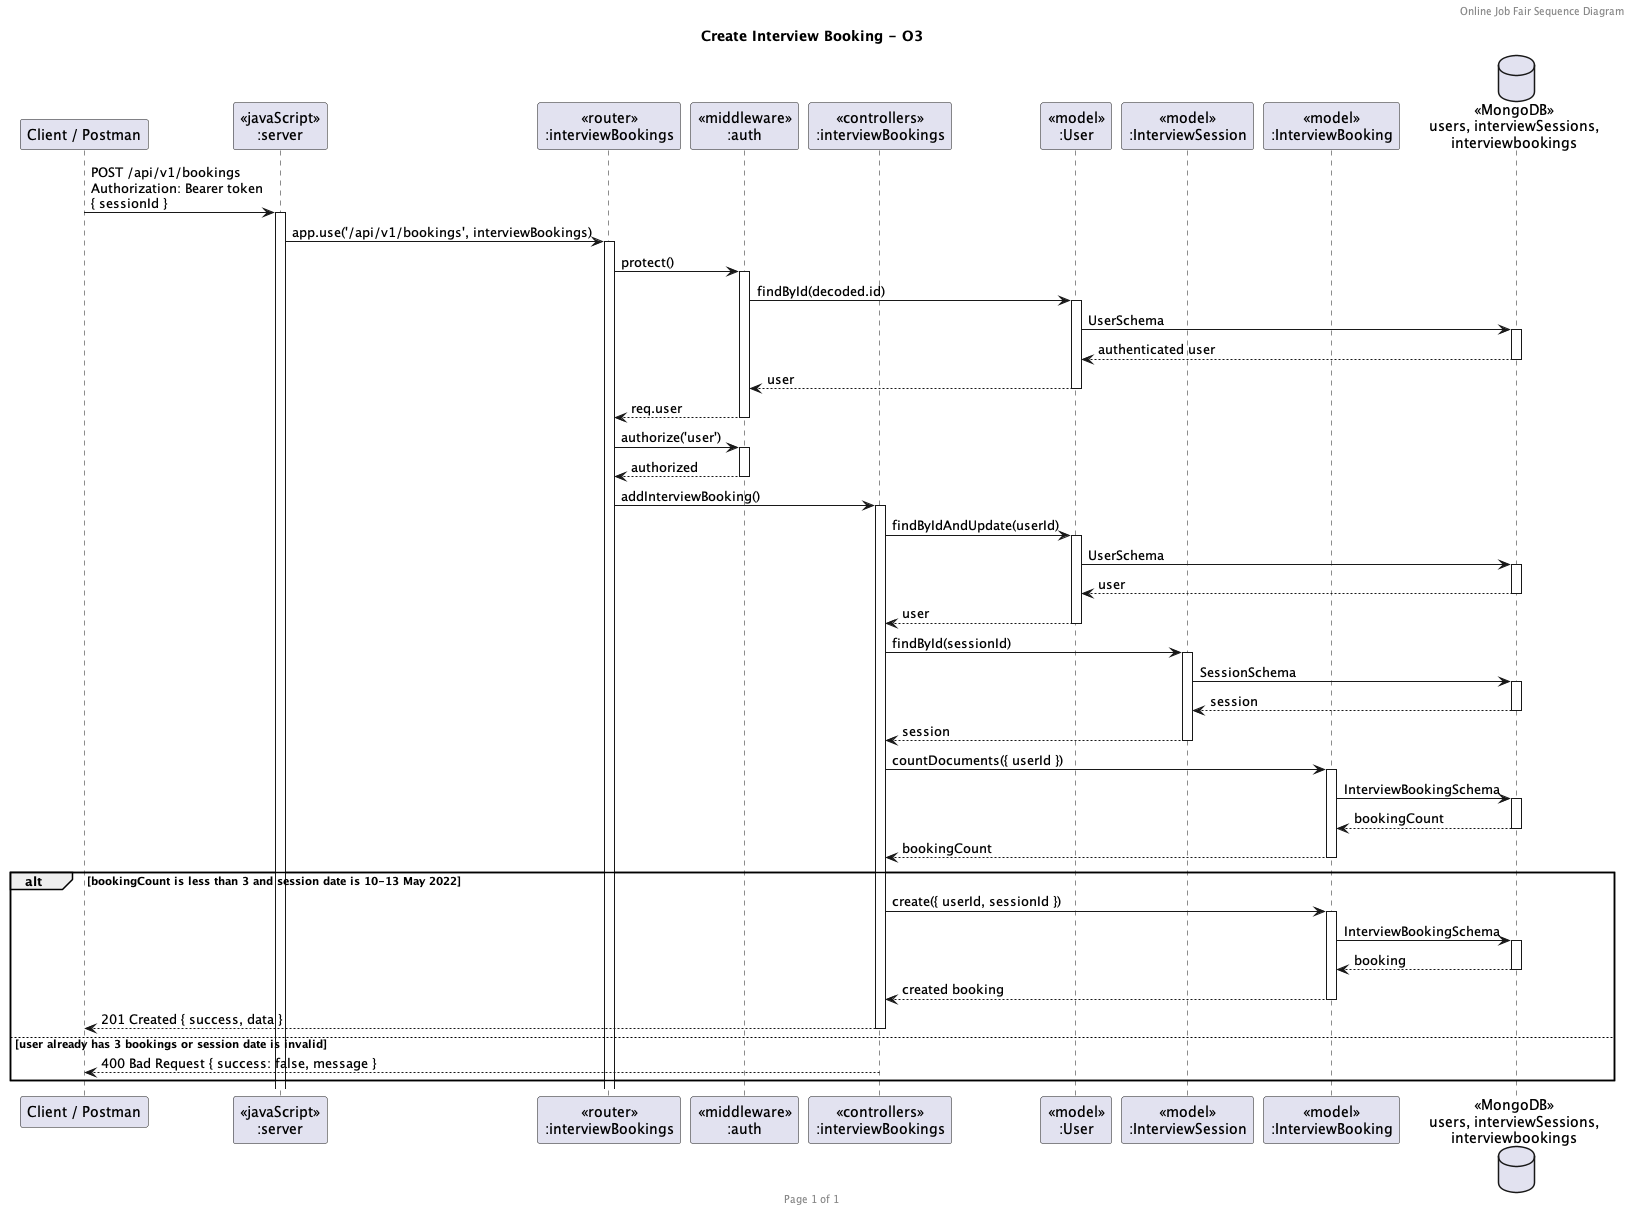 Online Job Fair Sequence Diagram
Create Interview Booking - O3
Client / Postman
«javaScript»
:server
«router»
:interviewBookings
«middleware»
:auth
«controllers»
:interviewBookings
«model»
:User
«model»
:InterviewSession
«model»
:InterviewBooking
«MongoDB»
users, interviewSessions,
interviewbookings
POST /api/v1/bookings
Authorization: Bearer token
{ sessionId }
app.use('/api/v1/bookings', interviewBookings)
protect()
findById(decoded.id)
UserSchema
authenticated user
user
req.user
authorize('user')
authorized
addInterviewBooking()
findByIdAndUpdate(userId)
UserSchema
user
user
findById(sessionId)
SessionSchema
session
session
countDocuments({ userId })
InterviewBookingSchema
bookingCount
bookingCount
alt
[bookingCount is less than 3 and session date is 10-13 May 2022]
create({ userId, sessionId })
InterviewBookingSchema
booking
created booking
201 Created { success, data }
[user already has 3 bookings or session date is invalid]
400 Bad Request { success: false, message }
Client / Postman
«javaScript»
:server
«router»
:interviewBookings
«middleware»
:auth
«controllers»
:interviewBookings
«model»
:User
«model»
:InterviewSession
«model»
:InterviewBooking
«MongoDB»
users, interviewSessions,
interviewbookings
Page 1 of 1